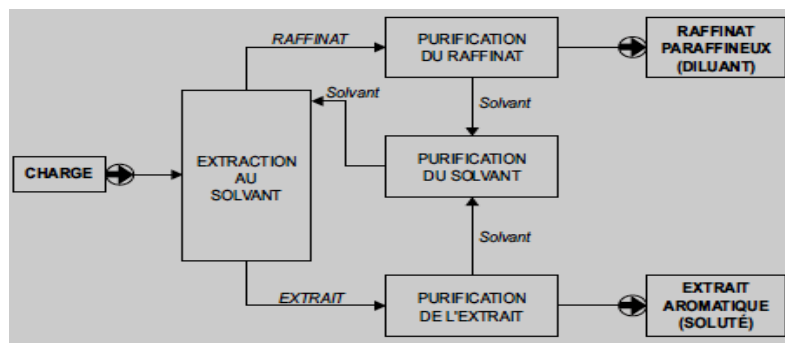 RAFFINAT
PURIFICATION
DU RAFFINAT
RAFFINAT
PARAFFINEUX
(DILUANT)
Solvant
Solvant
CHARGE
EXTRACTION
AU
SOLVANT
PURIFICATION
DU SOLVANT
Solvant
EXTRAIT
PURIFICATION
DE L'EXTRAIT
EXTRAIT
AROMATIQUE
(SOLUTÉ)